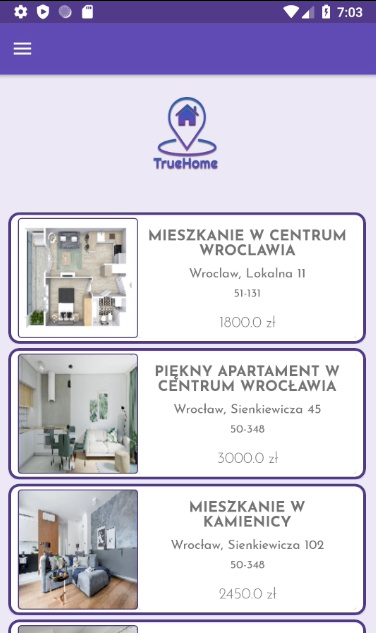 7:03
TrueHome
MIESZKANIE W CENTRUM
WROCLAWIA
Wroclaw, Lokalna 11
51-131
1800.0 zł
PIĘKNY APARTAMENT W
CENTRUM WROCŁAWIA
Wrocław, Sienkiewicza 45
50-348
3000.0 zł
MIESZKANIE W
KAMIENICY
Wrocław, Sienkiewicza 102
50-348
2450.0 zł